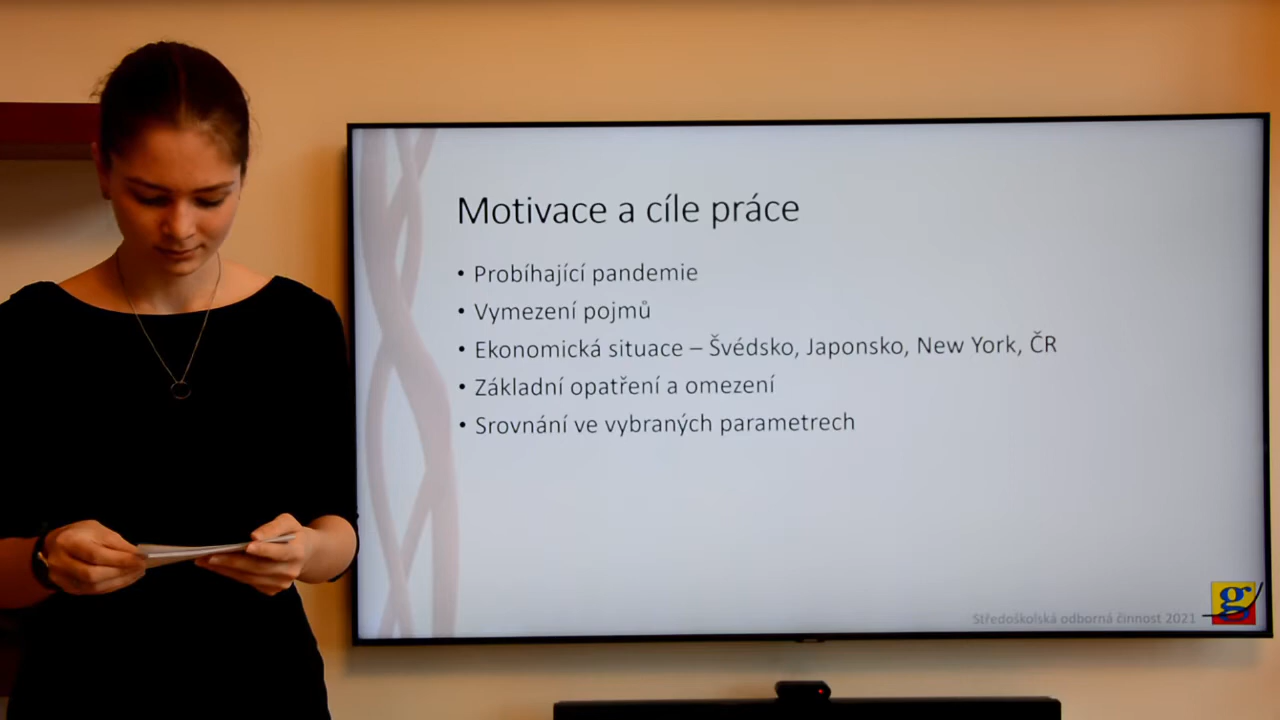 Motivace a cíle práce
• Probíhající pandemie
• Vymezení pojmů
• Ekonomická situace – Švédsko, Japonsko, New York, ČR
• Základní opatření a omezení
• Srovnání ve vybraných parametrech
Středoškolská odborná činnost 2021
g